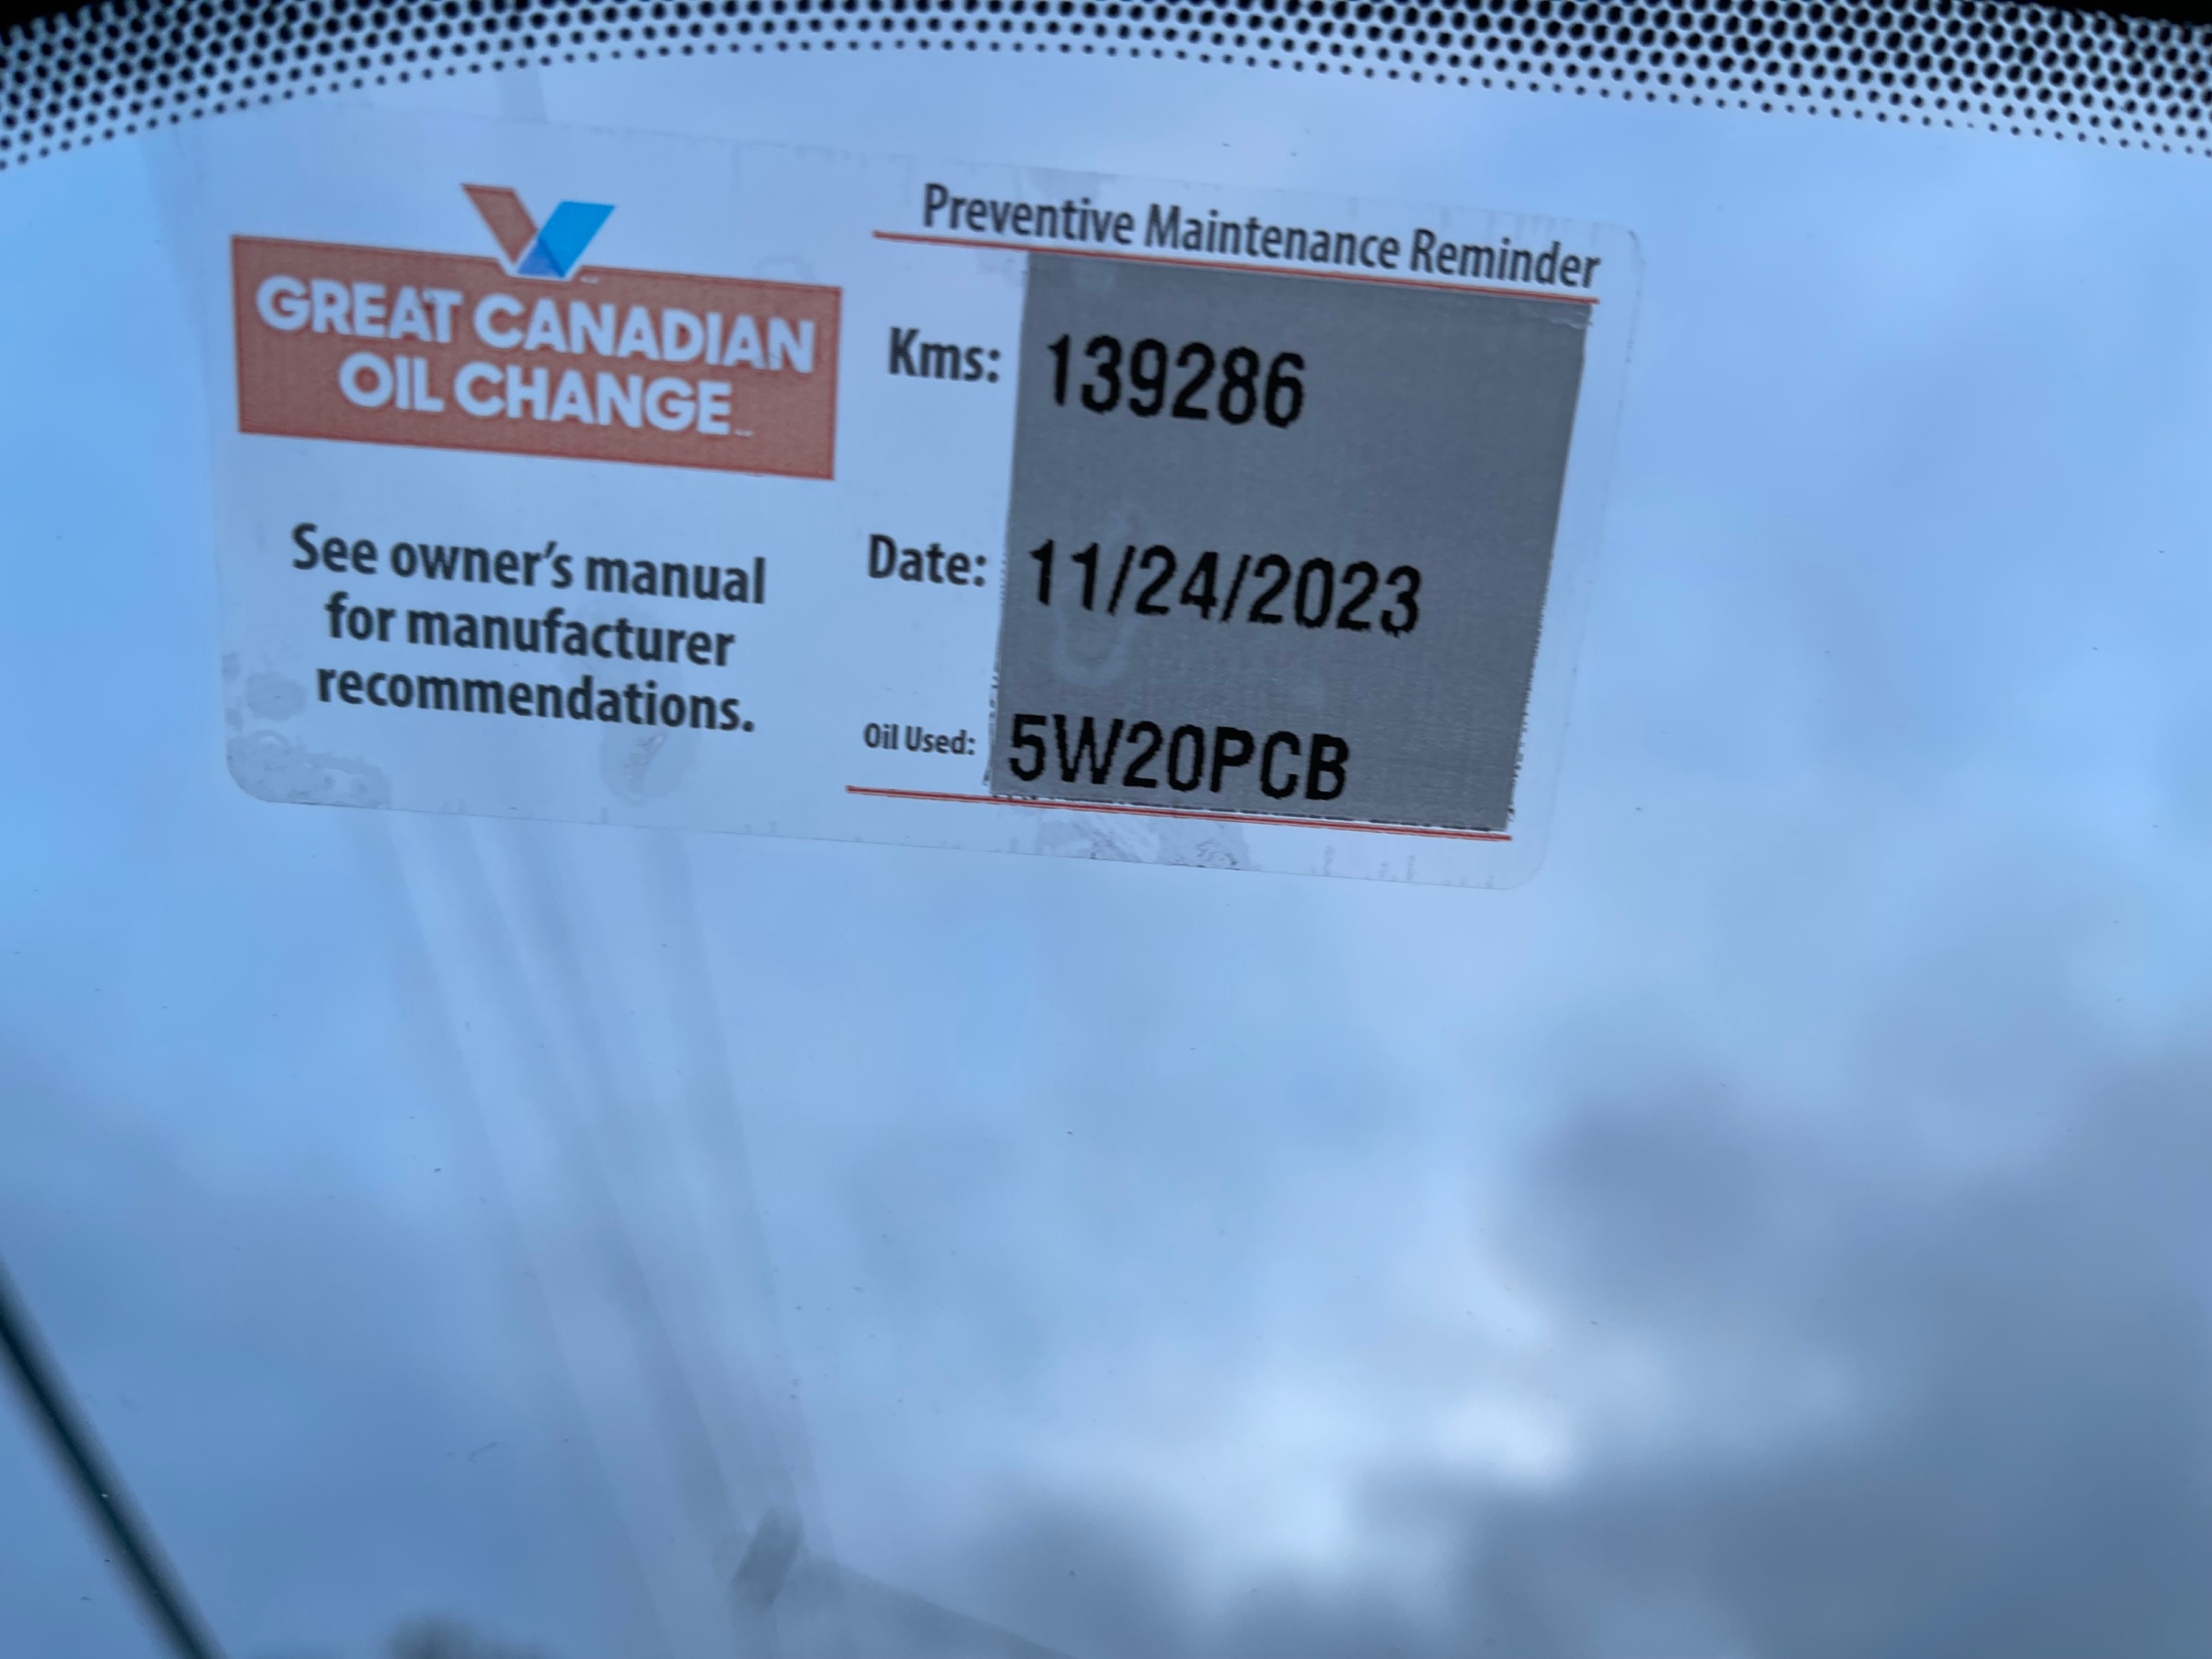 GREAT CANADIAN
OIL CHANGE
See owner's manual
for manufacturer
recommendations.
Preventive Maintenance Reminder
Kms: 139286
Date: 11/24/2023
Oil Used: 5W20PCB